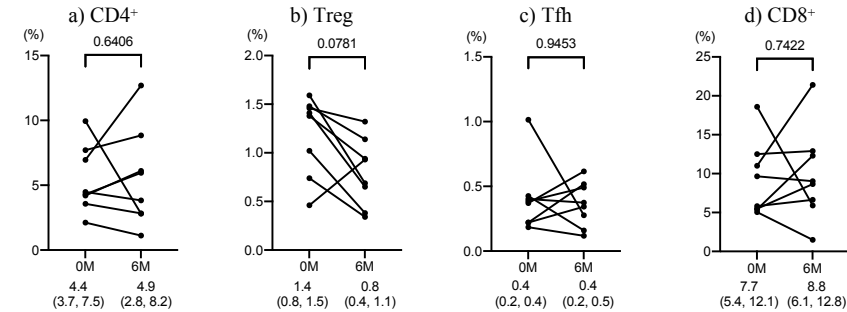 a) CD4⁺
b) Treg
c) Tfh
d) CD8⁺
(%)
(%)
(%)
(%)
0.6406
0.0781
0.9453
0.7422
15
10
5
0
2.0
1.5
1.0
0.5
0.0
1.5
1.0
0.5
0.0
25
20
15
10
5
0
0M 6M
0M 6M
0M 6M
0M 6M
4.4 4.9
(3.7, 7.5) (2.8, 8.2)
1.4 0.8
(0.8, 1.5) (0.4, 1.1)
0.4 0.4
(0.2, 0.4) (0.2, 0.5)
7.7 8.8
(5.4, 12.1) (6.1, 12.8)